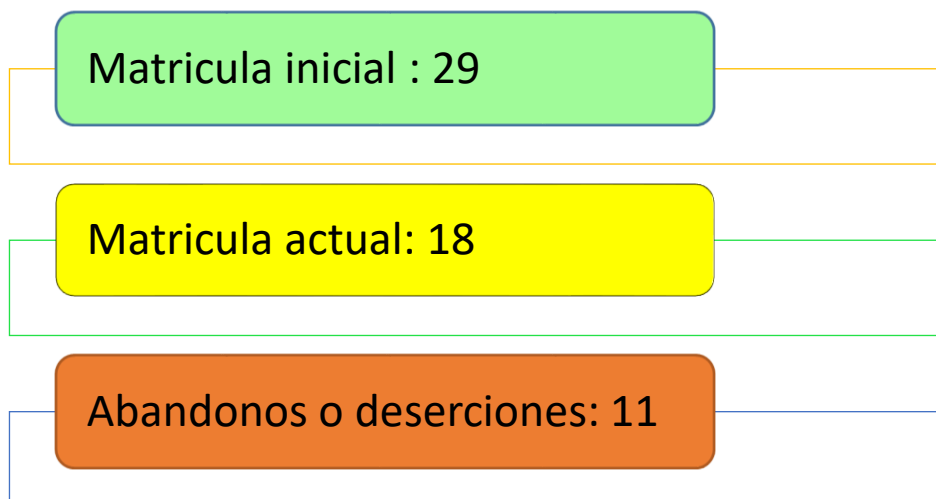 Matricula inicial : 29
Matricula actual: 18
Abandonos o deserciones: 11